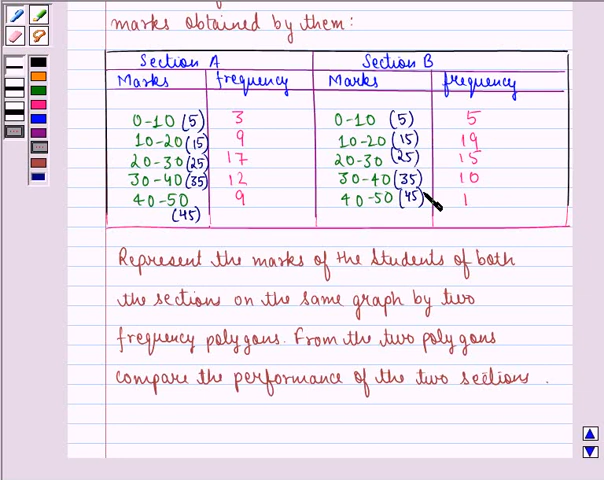 marks obtained by them:
Section A Section B
Marks frequency Marks frequency
0-10 (5) 3 0-10 (5) 5
10-20 (15) 9 10-20 (15) 19
20-30 (25) 17 20-30 (25) 15
30-40 (35) 12 30-40 (35) 10
40-50 9 40-50 (45) 1
(45)
Represent the marks of the students of both
the sections on the same graph by two
frequency polygons. From the two polygons
compare the performance of the two sections.